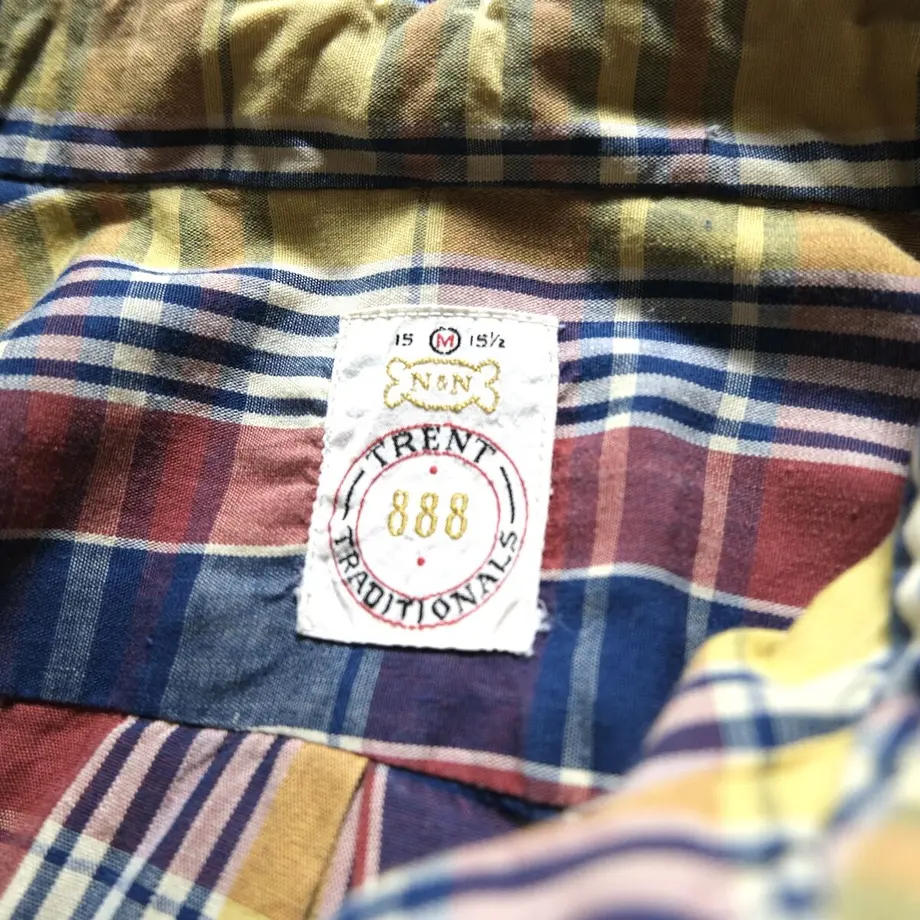 15 M 15½
N&N
TRENT
888
TRADITIONALS